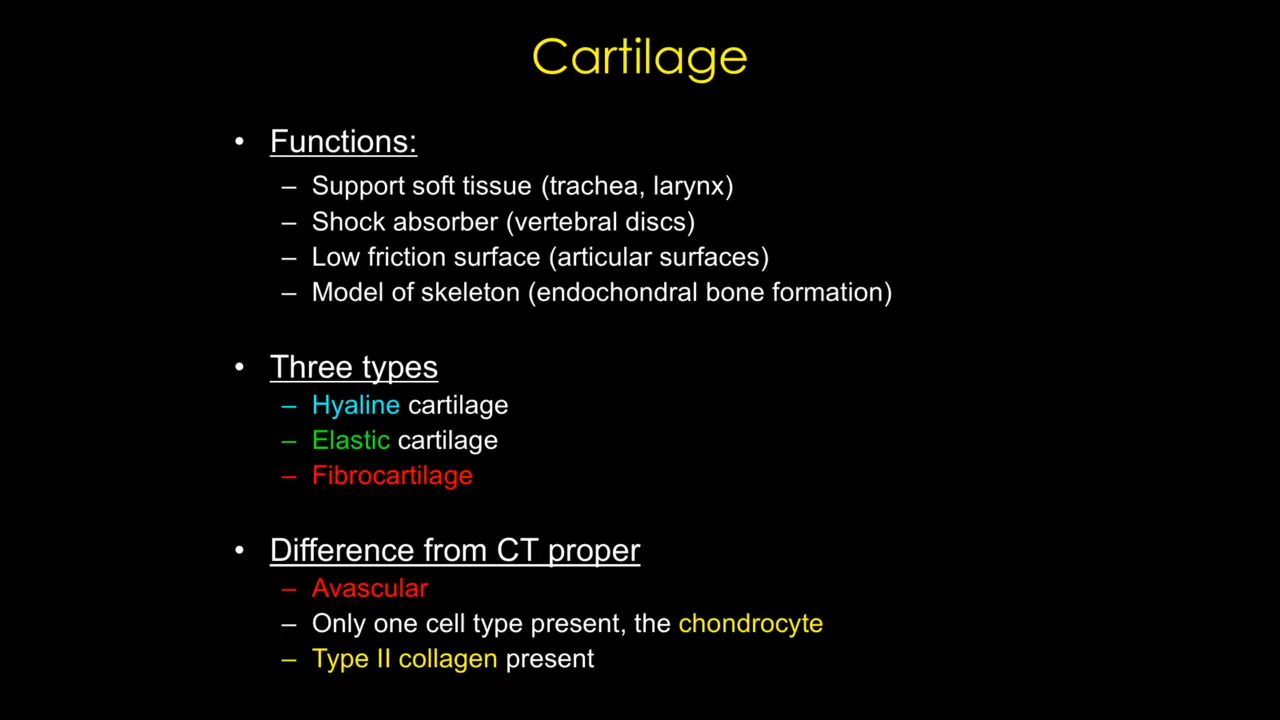 Cartilage
• Functions:
– Support soft tissue (trachea, larynx)
– Shock absorber (vertebral discs)
– Low friction surface (articular surfaces)
– Model of skeleton (endochondral bone formation)
• Three types
– Hyaline cartilage
– Elastic cartilage
– Fibrocartilage
• Difference from CT proper
– Avascular
– Only one cell type present, the chondrocyte
– Type II collagen present